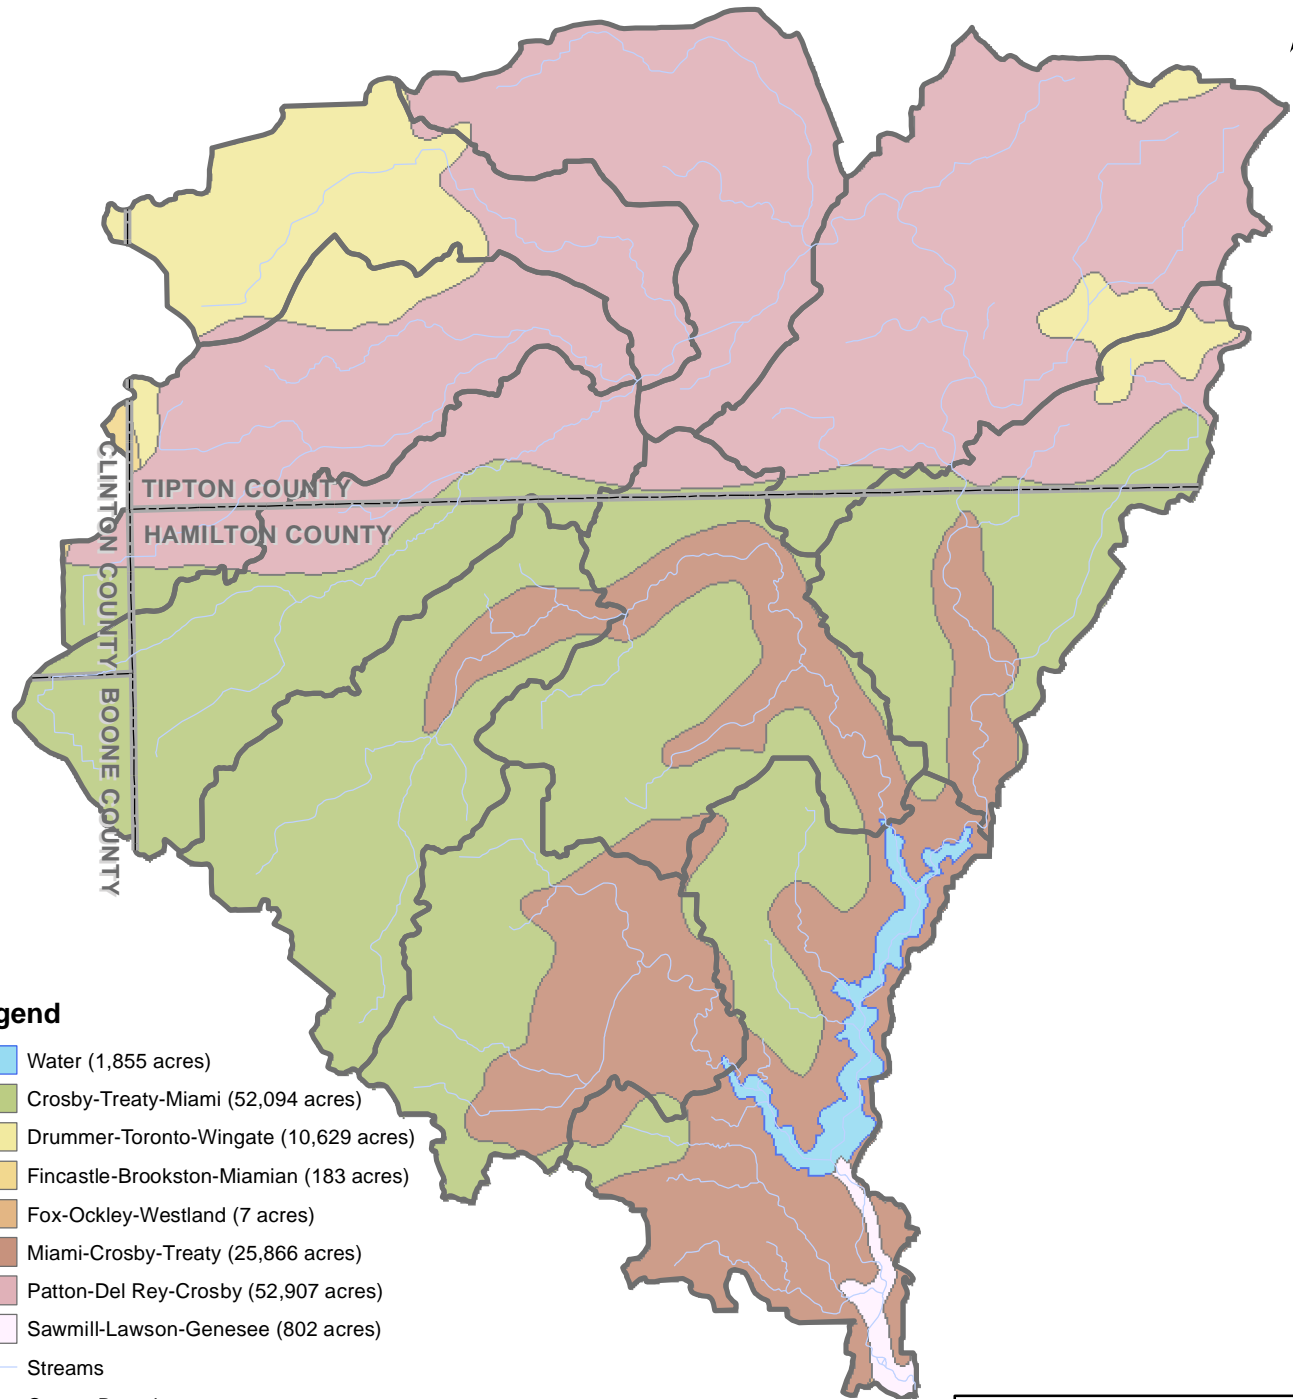 TIPTON COUNTY
HAMILTON COUNTY
CLINTON COUNTY
BOONE COUNTY
gend
Water (1,855 acres)
Crosby-Treaty-Miami (52,094 acres)
Drummer-Toronto-Wingate (10,629 acres)
Fincastle-Brookston-Miamian (183 acres)
Fox-Ockley-Westland (7 acres)
Miami-Crosby-Treaty (25,866 acres)
Patton-Del Rey-Crosby (52,907 acres)
Sawmill-Lawson-Genesee (802 acres)
Streams